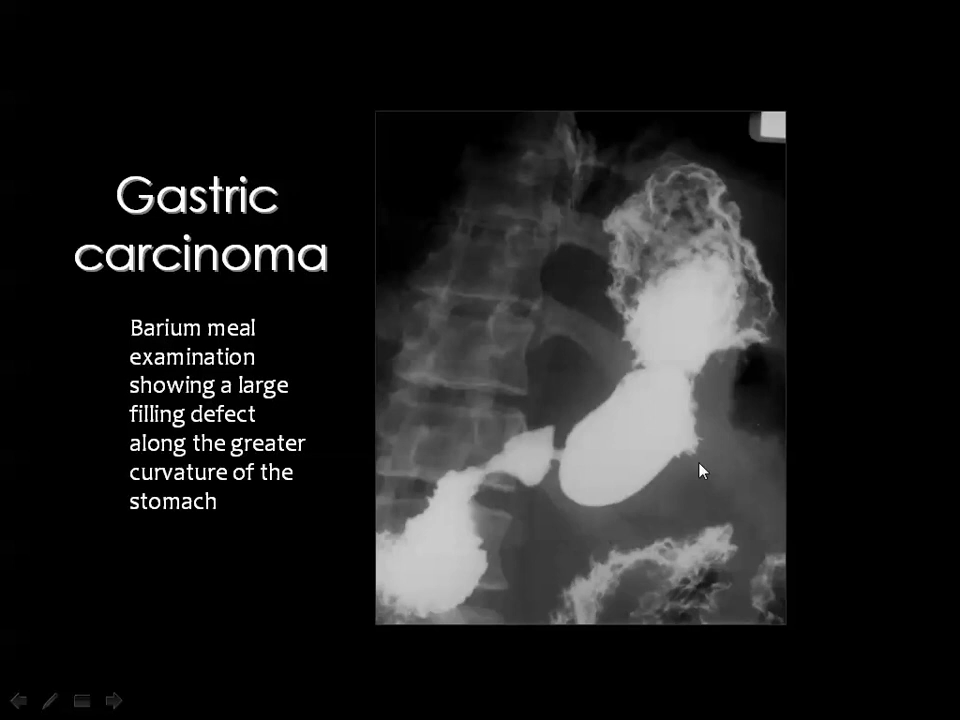 Gastric
carcinoma
Barium meal
examination
showing a large
filling defect
along the greater
curvature of the
stomach